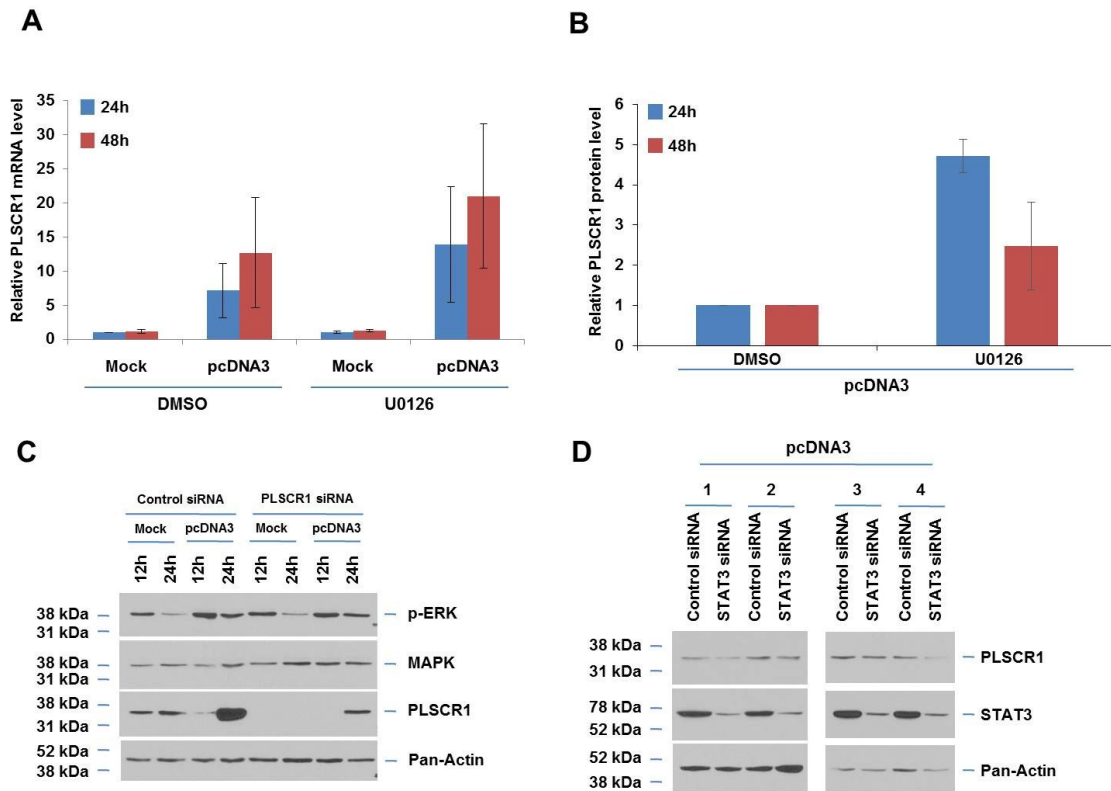 A
Relative PLSCR1 mRNA level
35
30
25
20
15
10
5
0
24h
48h
Mock pcDNA3 Mock pcDNA3
DMSO U0126
B
Relative PLSCR1 protein level
6
5
4
3
2
1
0
24h
48h
DMSO U0126
pcDNA3
C
Control siRNA PLSCR1 siRNA
Mock pcDNA3 Mock pcDNA3
12h 24h 12h 24h 12h 24h 12h 24h
38 kDa p-ERK
31 kDa
38 kDa MAPK
31 kDa
38 kDa PLSCR1
31 kDa
52 kDa Pan-Actin
38 kDa
D
pcDNA3
1 2 3 4
Control siRNA STAT3 siRNA Control siRNA STAT3 siRNA Control siRNA STAT3 siRNA Control siRNA STAT3 siRNA
38 kDa PLSCR1
31 kDa
78 kDa STAT3
52 kDa
52 kDa Pan-Actin
38 kDa